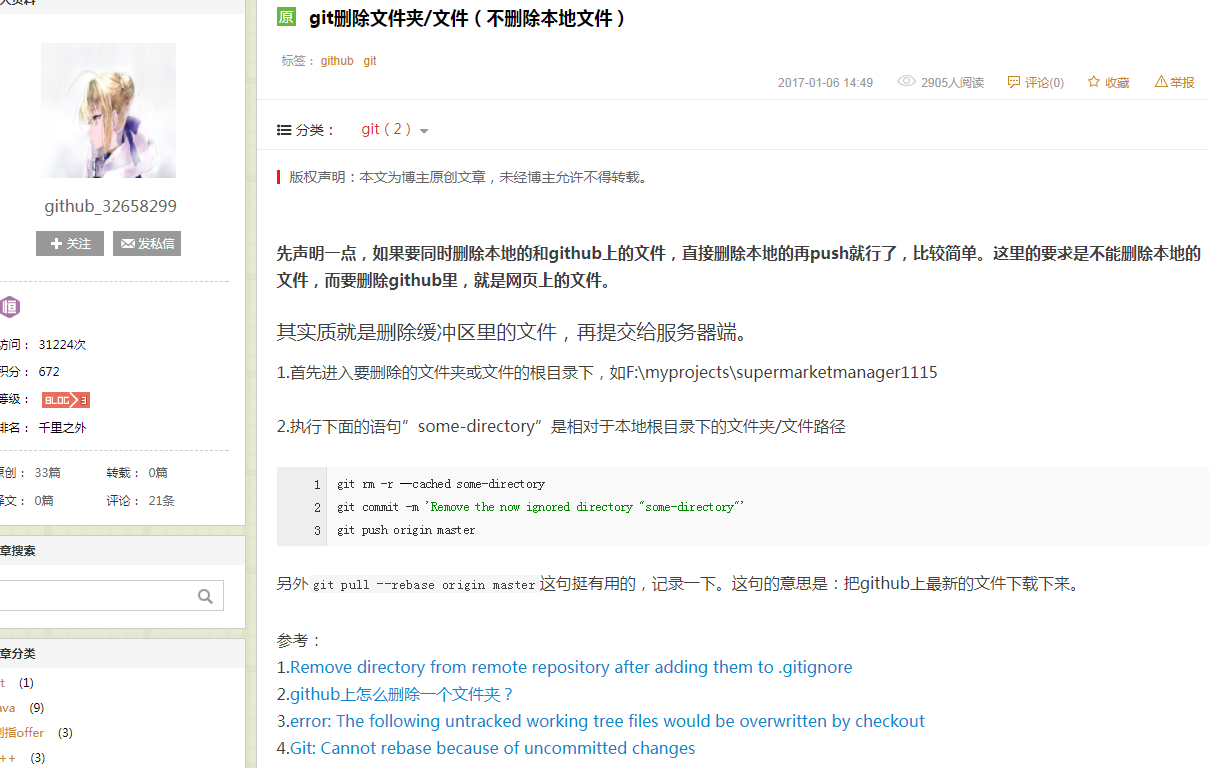 原 git删除文件夹/文件（不删除本地文件）
标签： github git
2017-01-06 14:49 2905人阅读 评论(0) 收藏 举报
分类： git（2）
版权声明：本文为博主原创文章，未经博主允许不得转载。
先声明一点，如果要同时删除本地的和github上的文件，直接删除本地的再push就行了，比较简单。这里的要求是不能删除本地的
文件，而要删除github里，就是网页上的文件。
其实质就是删除缓冲区里的文件，再提交给服务器端。
1.首先进入要删除的文件夹或文件的根目录下，如F:\myprojects\supermarketmanager1115
2.执行下面的语句”some-directory”是相对于本地根目录下的文件夹/文件路径
1 git rm -r --cached some-directory
2 git commit -m 'Remove the now ignored directory "some-directory"'
3 git push origin master
另外 git pull --rebase origin master 这句挺有用的，记录一下。这句的意思是：把github上最新的文件下载下来。
参考：
1.Remove directory from remote repository after adding them to .gitignore
2.github上怎么删除一个文件夹？
3.error: The following untracked working tree files would be overwritten by checkout
4.Git: Cannot rebase because of uncommitted changes
github_32658299
关注 发私信
恒
访问： 31224次
积分： 672
等级： BLOG 3
排名： 千里之外
原创： 33篇 转载： 0篇
译文： 0篇 评论： 21条
章搜索
章分类
t (1)
ava (9)
剑指offer (3)
++ (3)